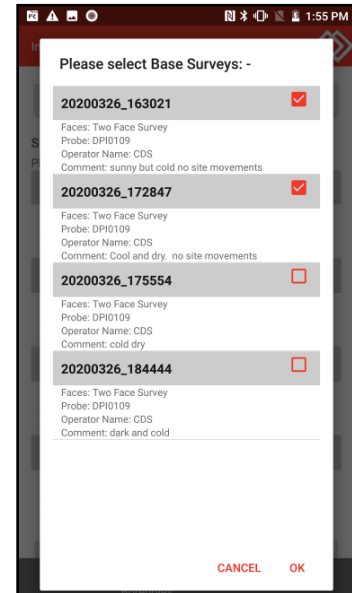 1:55 PM
In
Please select Base Surveys: -
20200326_163021
Faces: Two Face Survey
Probe: DPI0109
Operator Name: CDS
Comment: sunny but cold no site movements
20200326_172847
Faces: Two Face Survey
Probe: DPI0109
Operator Name: CDS
Comment: Cool and dry.  no site movements
20200326_175554
Faces: Two Face Survey
Probe: DPI0109
Operator Name: CDS
Comment: cold dry
20200326_184444
Faces: Two Face Survey
Probe: DPI0109
Operator Name: CDS
Comment: dark and cold
CANCEL OK